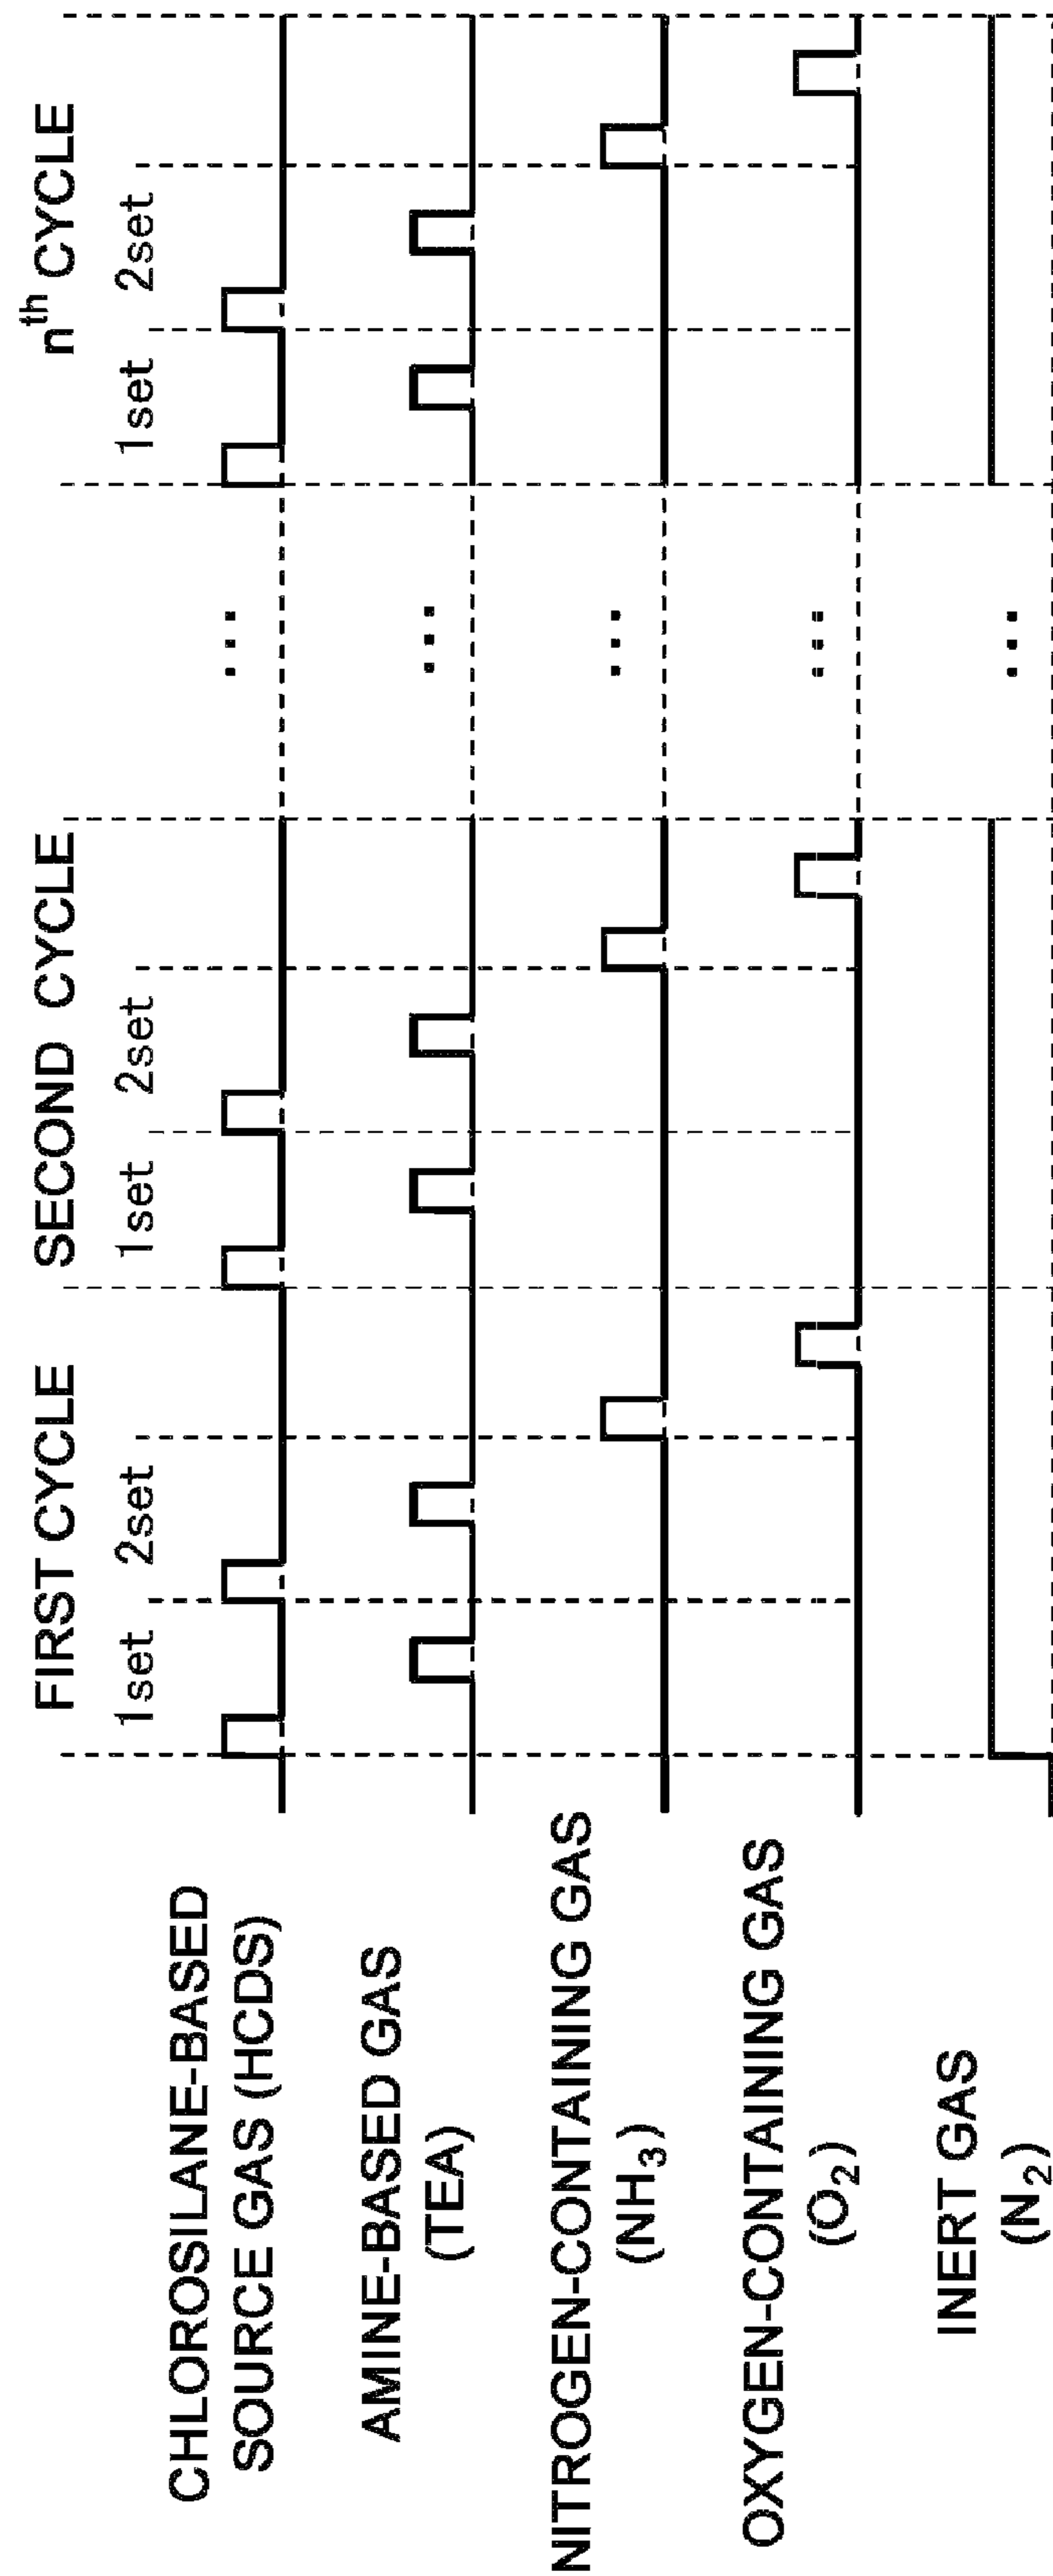 FIRST CYCLE
SECOND CYCLE
nth CYCLE
1set
2set
1set
2set
1set
2set
CHLOROSILANE-BASED
SOURCE GAS (HCDS)
...
AMINE-BASED GAS
(TEA)
...
NITROGEN-CONTAINING GAS
(NH3)
...
OXYGEN-CONTAINING GAS
(O2)
...
INERT GAS
(N2)
...